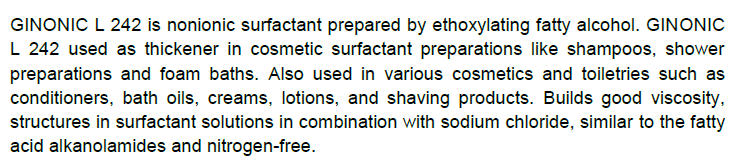 GINONIC L 242 is nonionic surfactant prepared by ethoxylating fatty alcohol. GINONIC
L 242 used as thickener in cosmetic surfactant preparations like shampoos, shower
preparations and foam baths. Also used in various cosmetics and toiletries such as
conditioners, bath oils, creams, lotions, and shaving products. Builds good viscosity,
structures in surfactant solutions in combination with sodium chloride, similar to the fatty
acid alkanolamides and nitrogen-free.